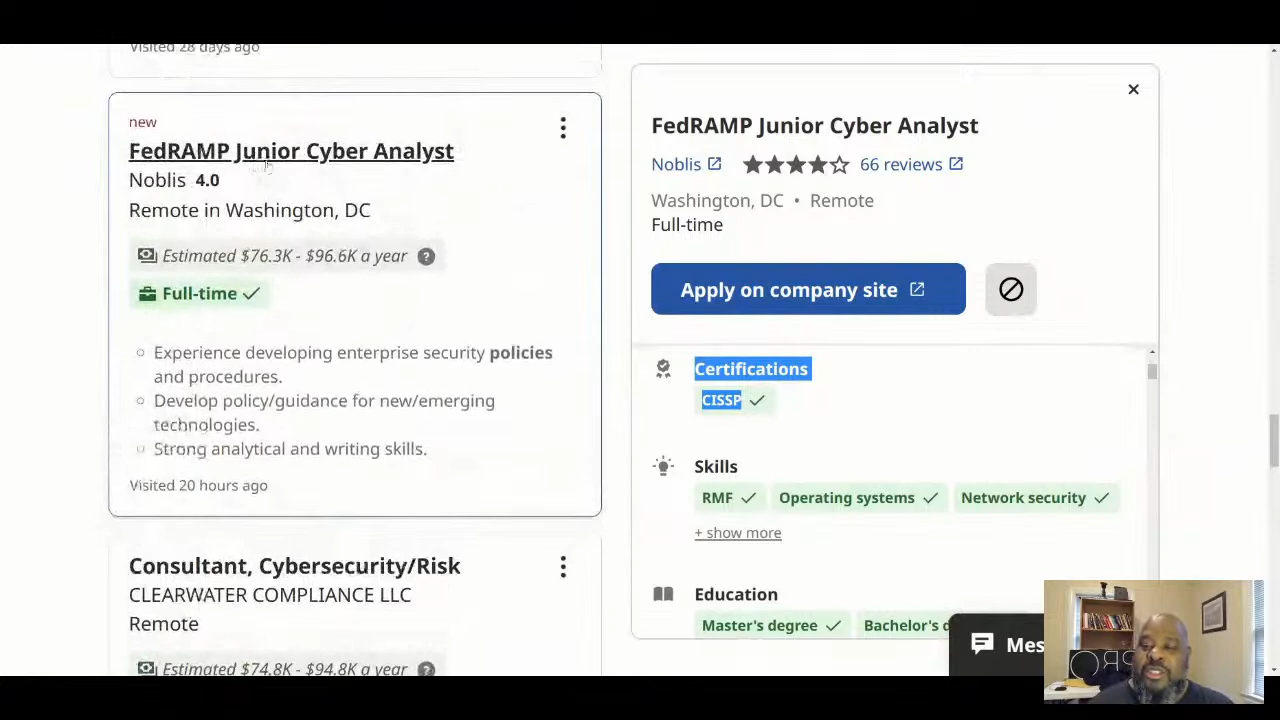 Visited 28 days ago
new
FedRAMP Junior Cyber Analyst
Noblis 4.0
Remote in Washington, DC
Estimated $76.3K - $96.6K a year ?
Full-time
Experience developing enterprise security policies
and procedures.
Develop policy/guidance for new/emerging
technologies.
Strong analytical and writing skills.
Visited 20 hours ago
Consultant, Cybersecurity/Risk
CLEARWATER COMPLIANCE LLC
Remote
Estimated $74.8K - $94.8K a year ?
FedRAMP Junior Cyber Analyst
Noblis 66 reviews
Washington, DC • Remote
Full-time
Apply on company site
Certifications
CISSP
Skills
RMF Operating systems Network security
+ show more
Education
Master's degree Bachelor's d
Mes